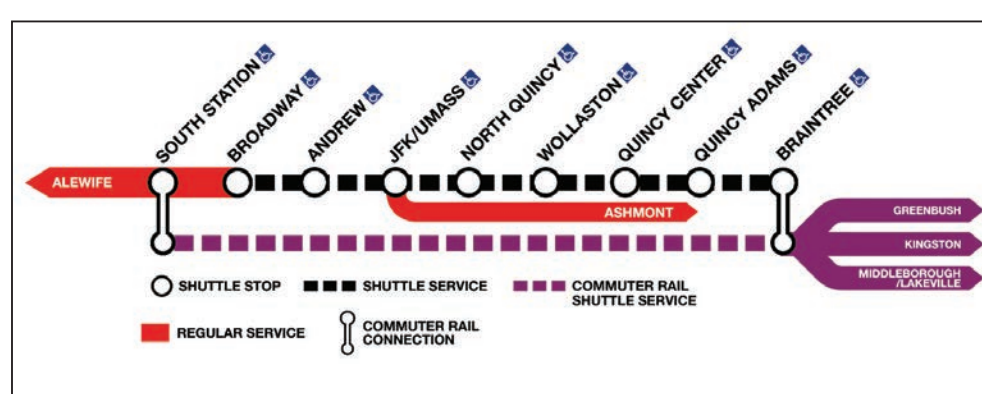 SOUTH STATION
BROADWAY
ANDREW
JFK/UMASS
NORTH QUINCY
WOLLASTON
QUINCY CENTER
QUINCY ADAMS
BRAINTREE
ALEWIFE
ASHMONT
GREENBUSH
KINGSTON
MIDDLEBOROUGH
/LAKEVILLE
SHUTTLE STOP
SHUTTLE SERVICE
COMMUTER RAIL
SHUTTLE SERVICE
REGULAR SERVICE
COMMUTER RAIL
CONNECTION